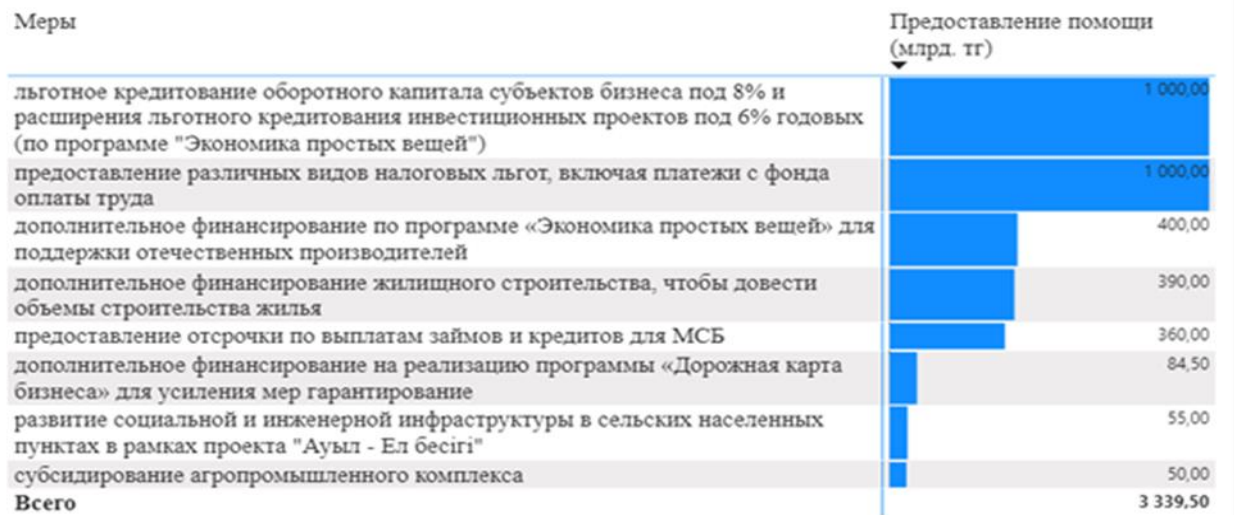 Меры
Предоставление помощи
(млрд. тг)
льготное кредитование оборотного капитала субъектов бизнеса под 8% и
расширения льготного кредитования инвестиционных проектов под 6% годовых
(по программе "Экономика простых вещей")
1 000,00
предоставление различных видов налоговых льгот, включая платежи с фонда
оплаты труда
1 000,00
дополнительное финансирование по программе «Экономика простых вещей» для
поддержки отечественных производителей
400,00
дополнительное финансирование жилищного строительства, чтобы довести
объемы строительства жилья
390,00
предоставление отсрочки по выплатам займов и кредитов для МСБ
360,00
дополнительное финансирование на реализацию программы «Дорожная карта
бизнеса» для усиления мер гарантирование
84,50
развитие социальной и инженерной инфраструктуры в сельских населенных
пунктах в рамках проекта "Ауыл - Ел бесігі"
55,00
субсидирование агропромышленного комплекса
50,00
Всего
3 339,50